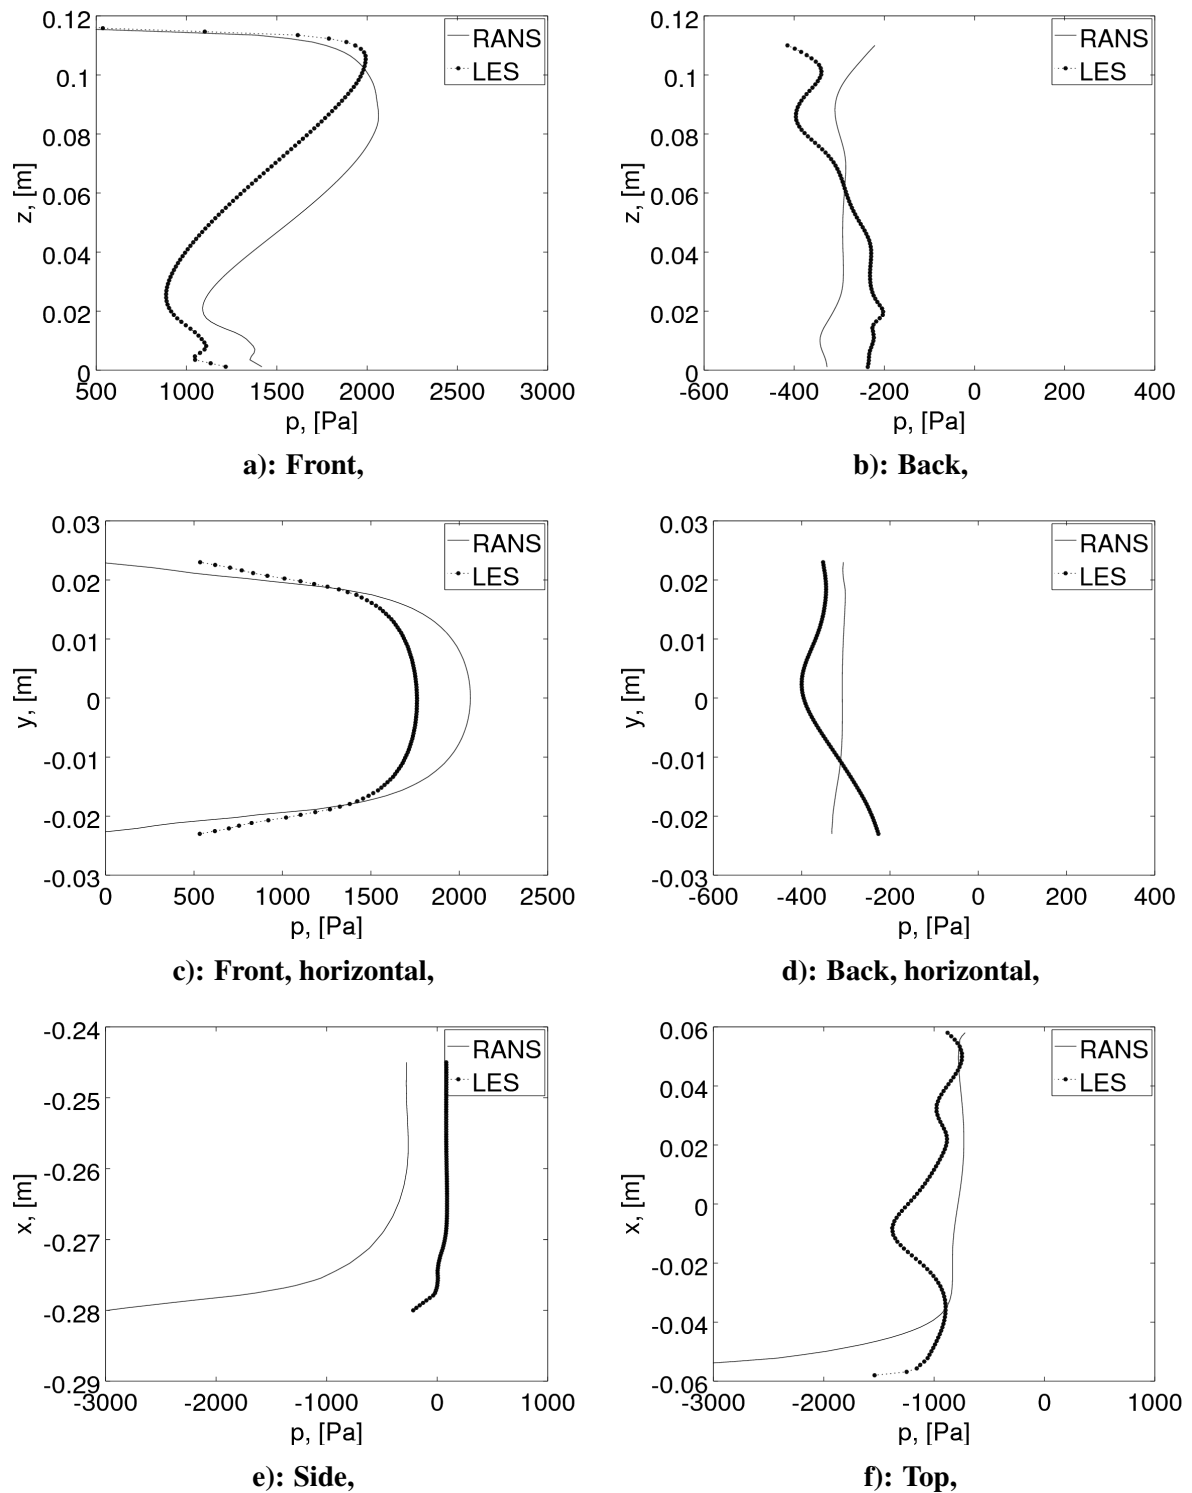 0.12
0.1
0.08
0.06
0.04
0.02
0
z, [m]
500 1000 1500 2000 2500 3000
p, [Pa]
RANS
LES
a): Front,
0.12
0.1
0.08
0.06
0.04
0.02
0
z, [m]
-600 -400 -200 0 200 400
p, [Pa]
RANS
LES
b): Back,
0.03
0.02
0.01
0
-0.01
-0.02
-0.03
y, [m]
0 500 1000 1500 2000 2500
p, [Pa]
RANS
LES
c): Front, horizontal,
0.03
0.02
0.01
0
-0.01
-0.02
-0.03
y, [m]
-600 -400 -200 0 200 400
p, [Pa]
RANS
LES
d): Back, horizontal,
-0.24
-0.25
-0.26
-0.27
-0.28
-0.29
x, [m]
-3000 -2000 -1000 0 1000
p, [Pa]
RANS
LES
e): Side,
0.06
0.04
0.02
0
-0.02
-0.04
-0.06
x, [m]
-3000 -2000 -1000 0 1000
p, [Pa]
RANS
LES
f): Top,